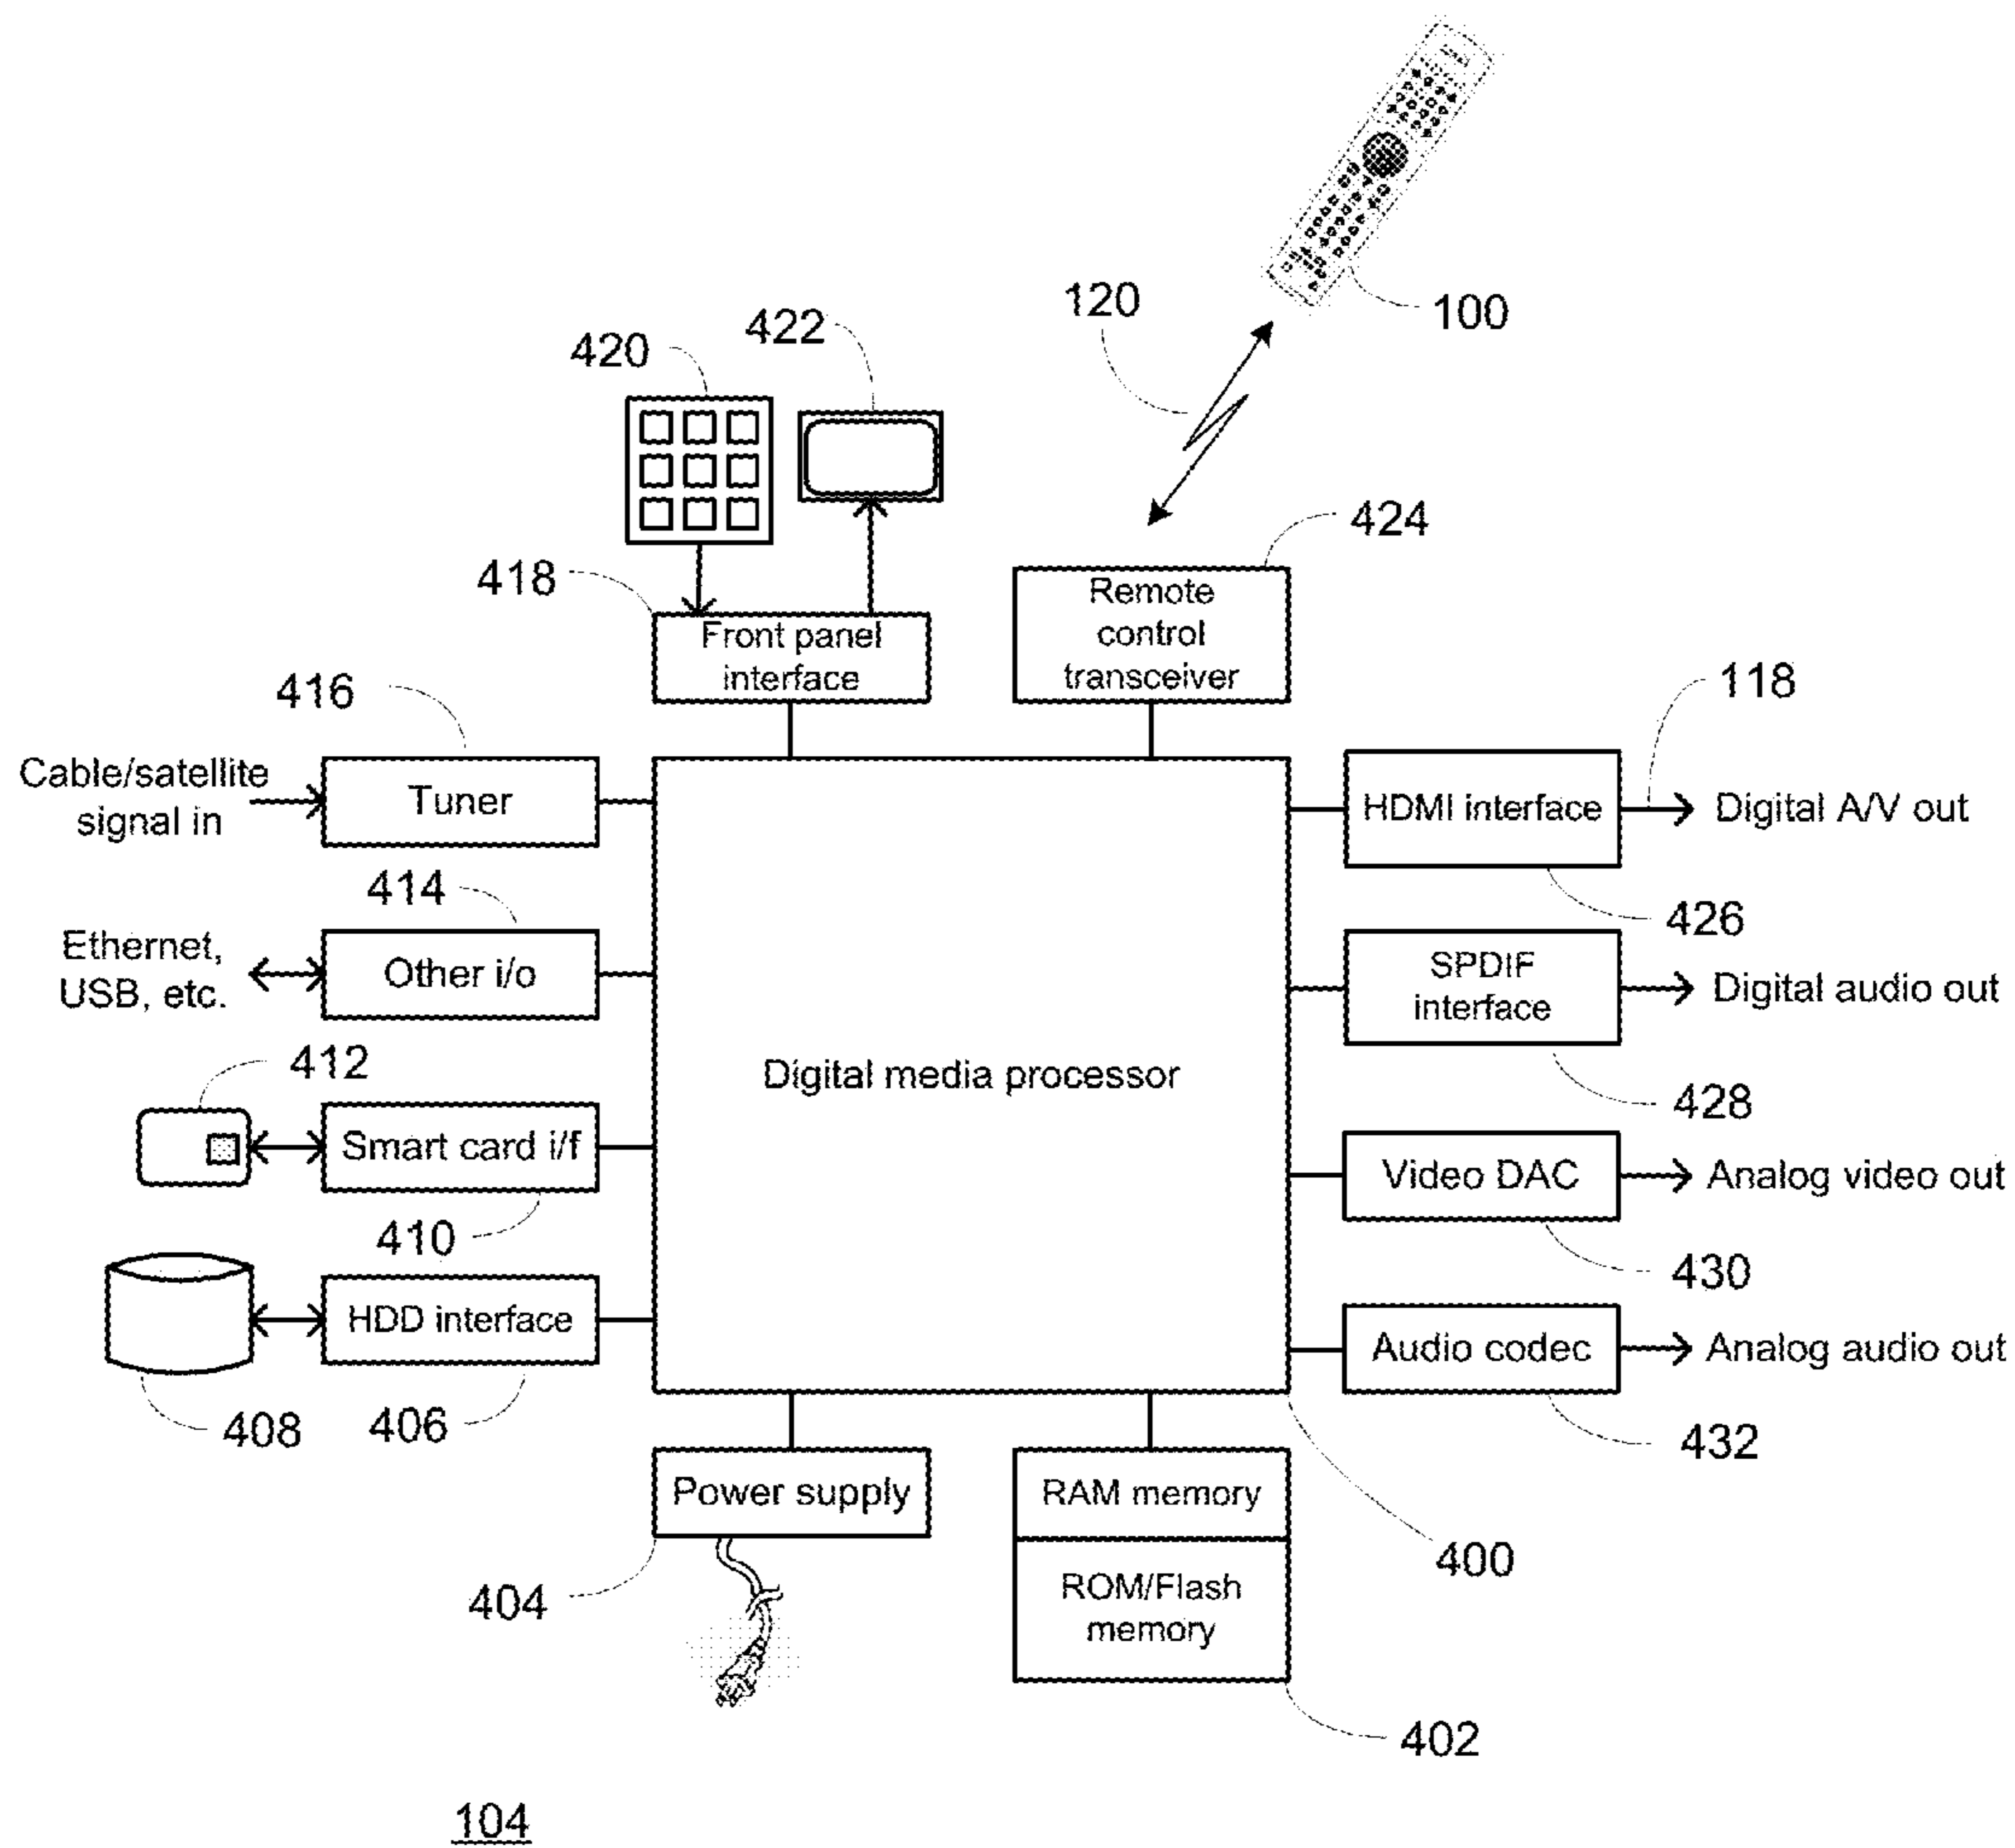 100
120
422
420
424
418
Remote
control
transceiver
Front panel
interface
416
118
Cable/satellite
signal in
Tuner
HDMI interface
Digital A/V out
414
426
Ethernet,
USB, etc.
Other i/o
SPDIF
interface
Digital audio out
412
Digital media processor
428
Smart card i/f
Video DAC
Analog video out
410
430
HDD interface
Audio codec
Analog audio out
408
406
432
Power supply
RAM memory
400
404
ROM/Flash
memory
402
104